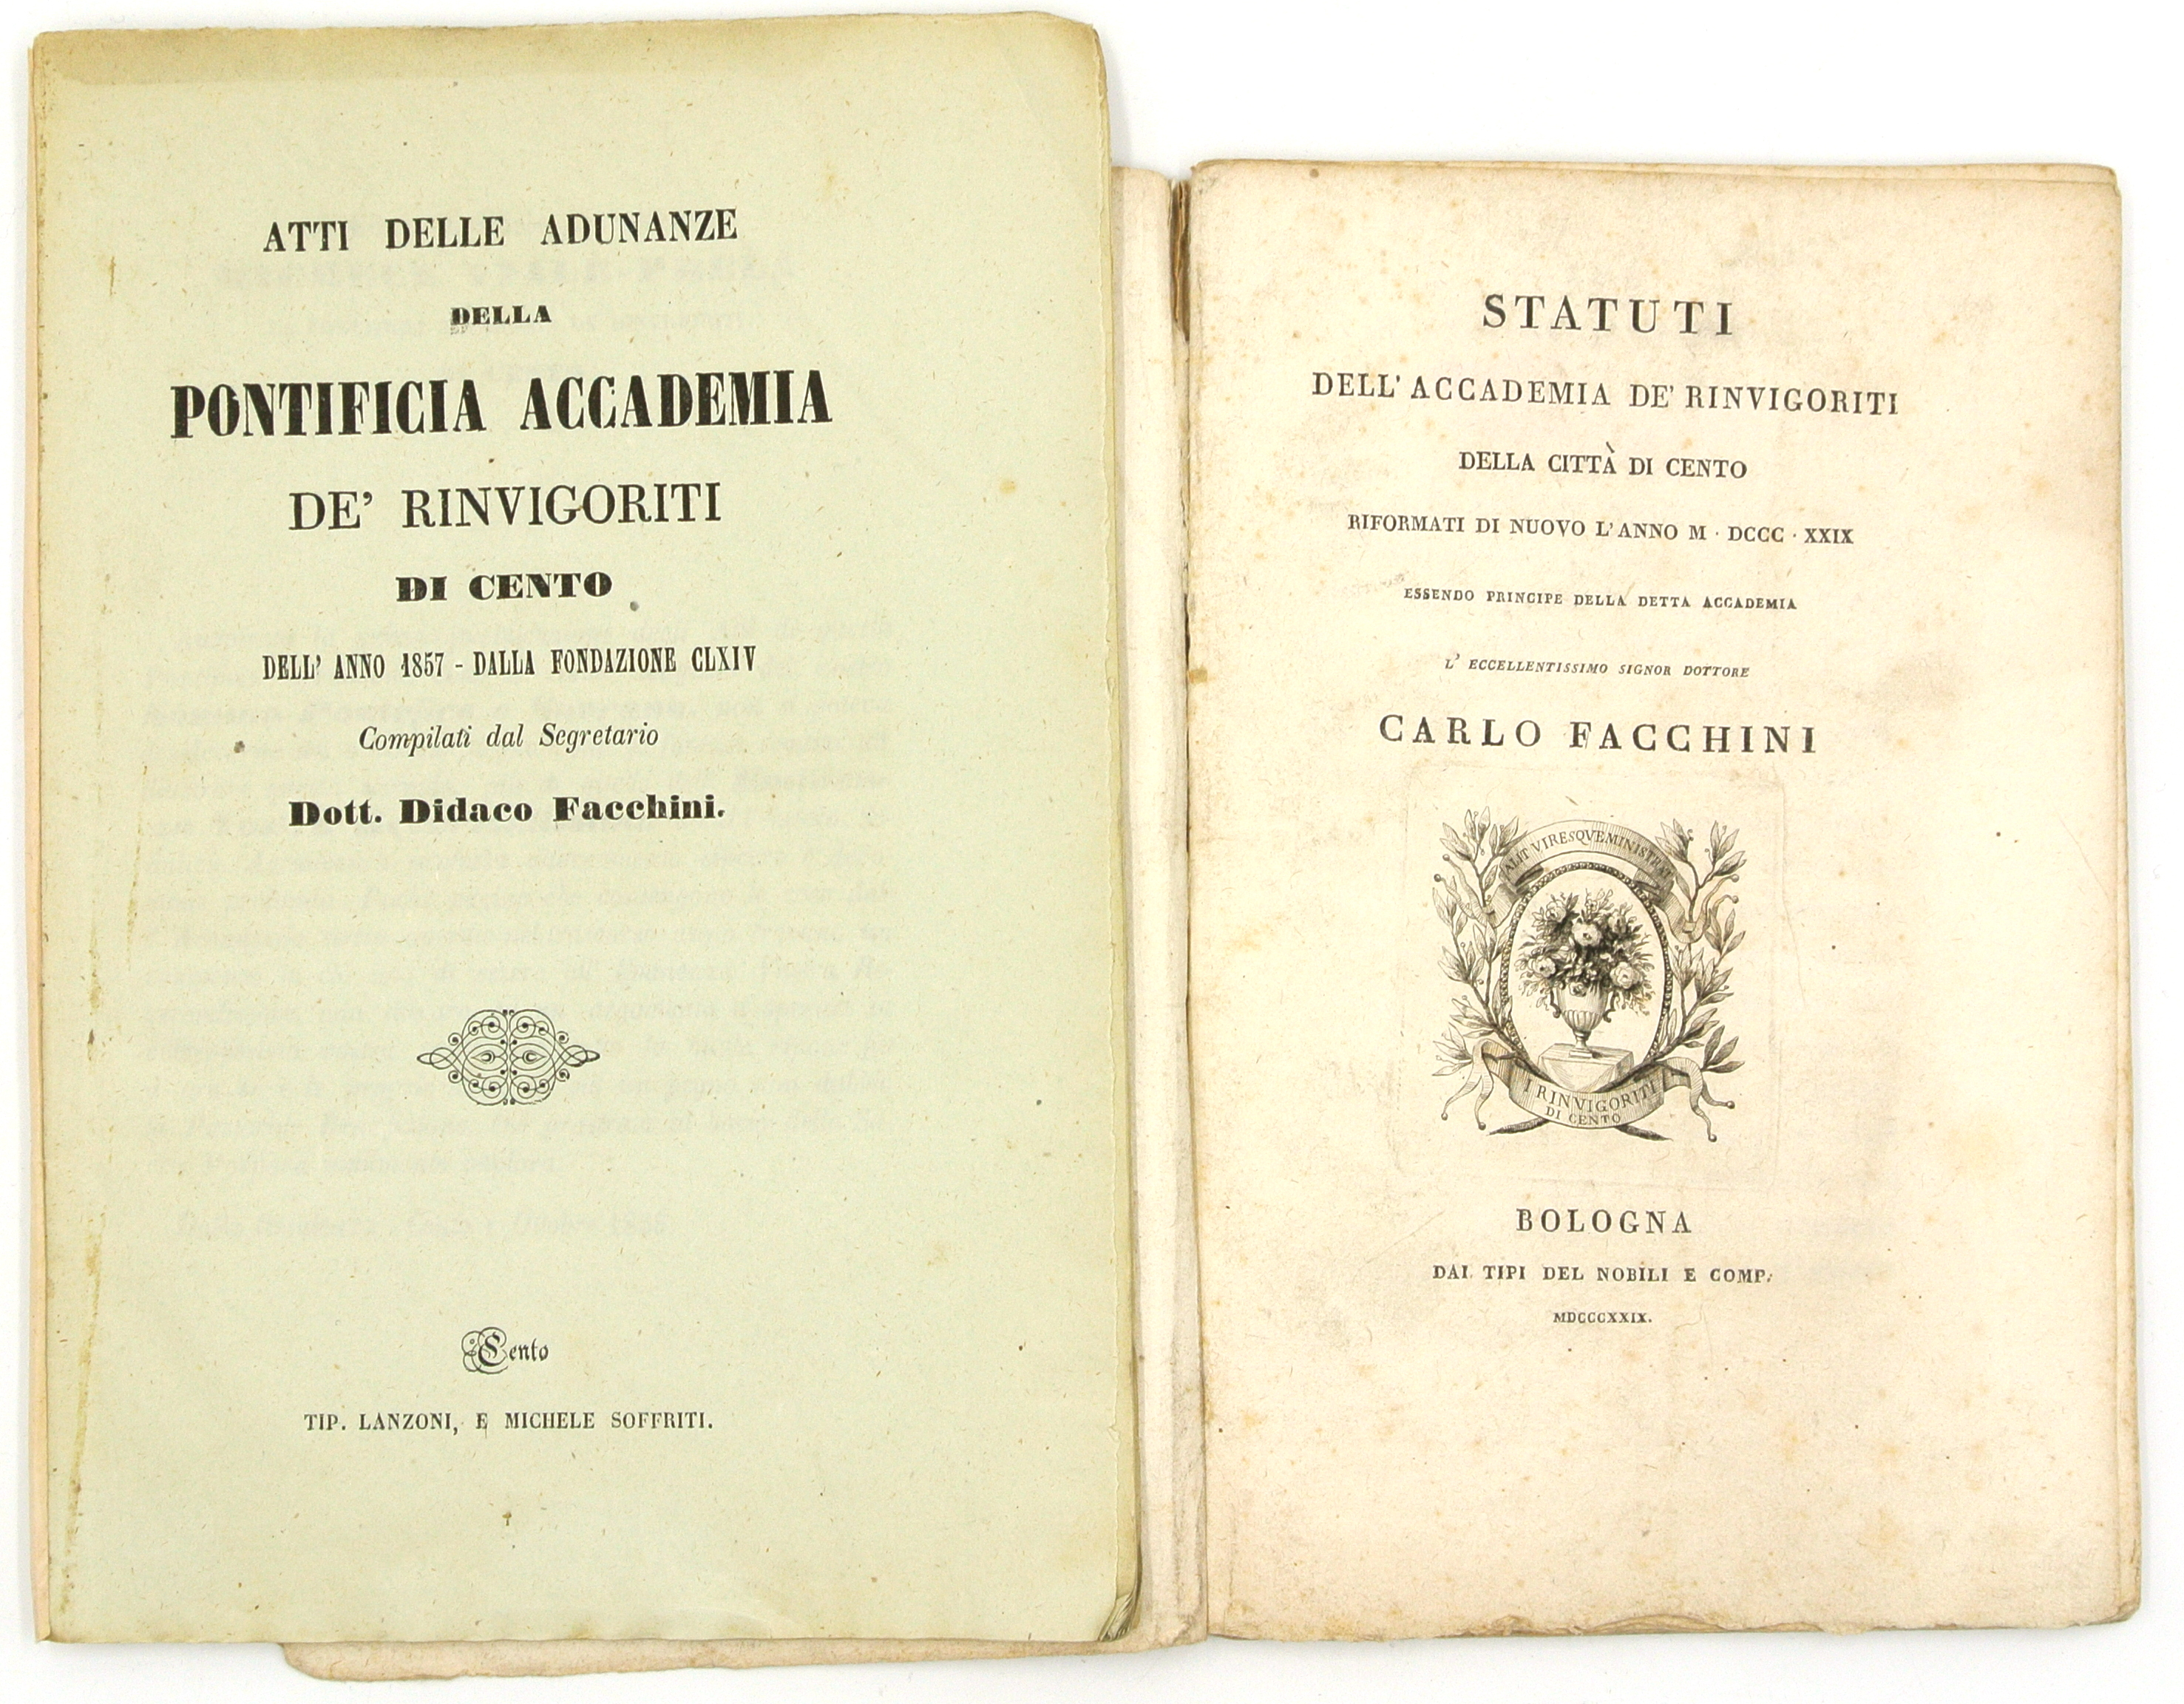 ATTI DELLE ADUNANZE
DELLA
PONTIFICIA ACCADEMIA
DE' RINVIGORITI
DI CENTO
DELL' ANNO 1857 - DALLA FONDAZIONE CLXIV
Compilati dal Segretario
Dott. Didaco Facchini.
Cento
TIP. LANZONI, E MICHELE SOFFRITI.
STATUTI
DELL' ACCADEMIA DE' RINVIGORITI
DELLA CITTÀ DI CENTO
RIFORMATI DI NUOVO L'ANNO M · DCCC · XXIX
ESSENDO PRINCIPE DELLA DETTA ACCADEMIA
L' ECCELLENTISSIMO SIGNOR DOTTORE
CARLO FACCHINI
ALIT VIRESQVE MINISTRAT
I RINVIGORITI
DI CENTO
BOLOGNA
DAI TIPI DEL NOBILI E COMP.
MDCCCXXIX.